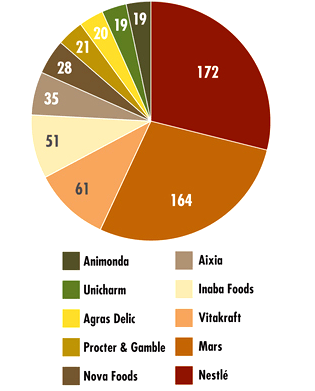 19
19
20
21
28
35
51
61
164
172
Animonda
Unicharm
Agras Delic
Procter & Gamble
Nova Foods
Aixia
Inaba Foods
Vitakraft
Mars
Nestlé